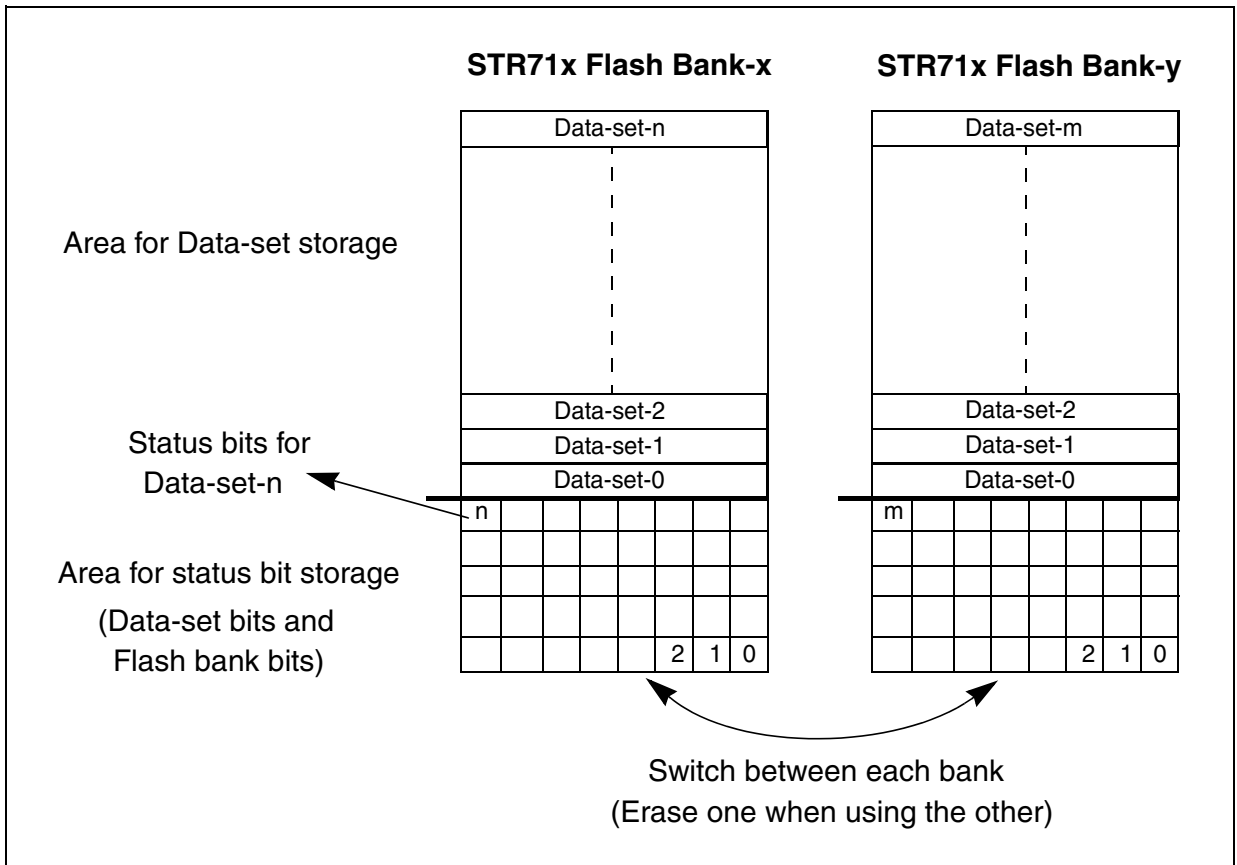 STR71x Flash Bank-x
STR71x Flash Bank-y
Data-set-n
Data-set-m
Area for Data-set storage
Data-set-2
Data-set-2
Status bits for
Data-set-n
Data-set-1
Data-set-1
Data-set-0
Data-set-0
n
m
Area for status bit storage
(Data-set bits and
Flash bank bits)
2 1 0
2 1 0
Switch between each bank
(Erase one when using the other)